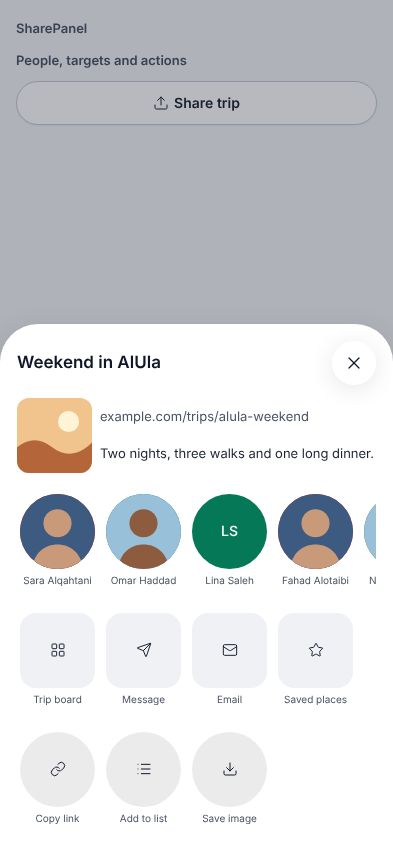 SharePanel
People, targets and actions
Share trip
Weekend in AlUla
example.com/trips/alula-weekend
Two nights, three walks and one long dinner.
LS
Sara Alqahtani
Omar Haddad
Lina Saleh
Fahad Alotaibi
N
Trip board
Message
Email
Saved places
Copy link
Add to list
Save image